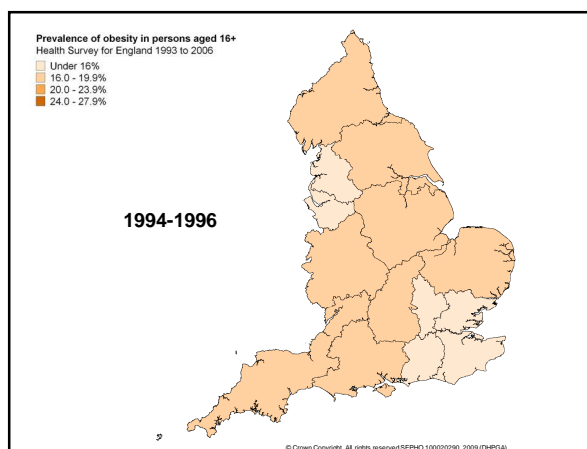 Prevalence of obesity in persons aged 16+
Health Survey for England 1993 to 2006
Under 16%
16.0 - 19.9%
20.0 - 23.9%
24.0 - 27.9%
1994-1996
© Crown Copyright. All rights reserved SEPHO 100020290, 2009 (DHPGA)